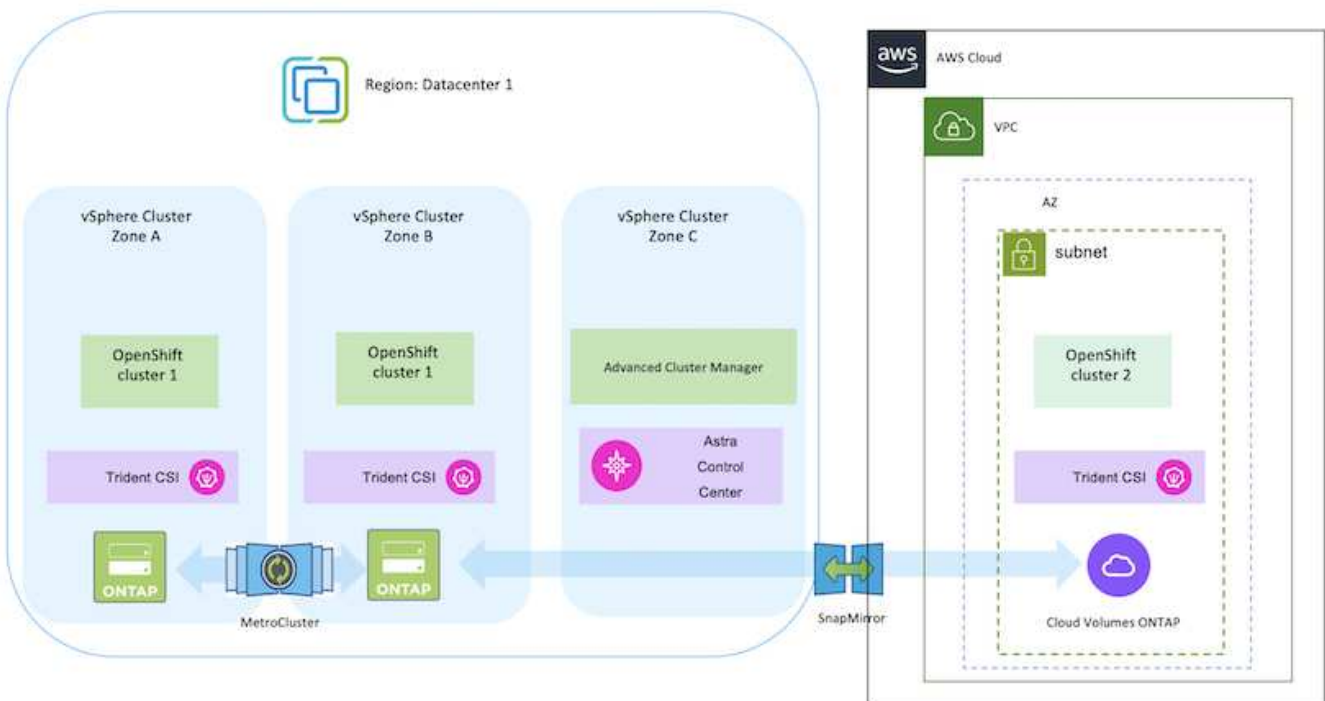 Region: Datacenter 1
vSphere Cluster
Zone A
OpenShift
cluster 1
Trident CSI
ONTAP
vSphere Cluster
Zone B
OpenShift
cluster 1
Trident CSI
ONTAP
MetroCluster
vSphere Cluster
Zone C
Advanced Cluster Manager
Astra
Control
Center
SnapMirror
aws
AWS Cloud
VPC
AZ
subnet
OpenShift
cluster 2
Trident CSI
Cloud Volumes ONTAP